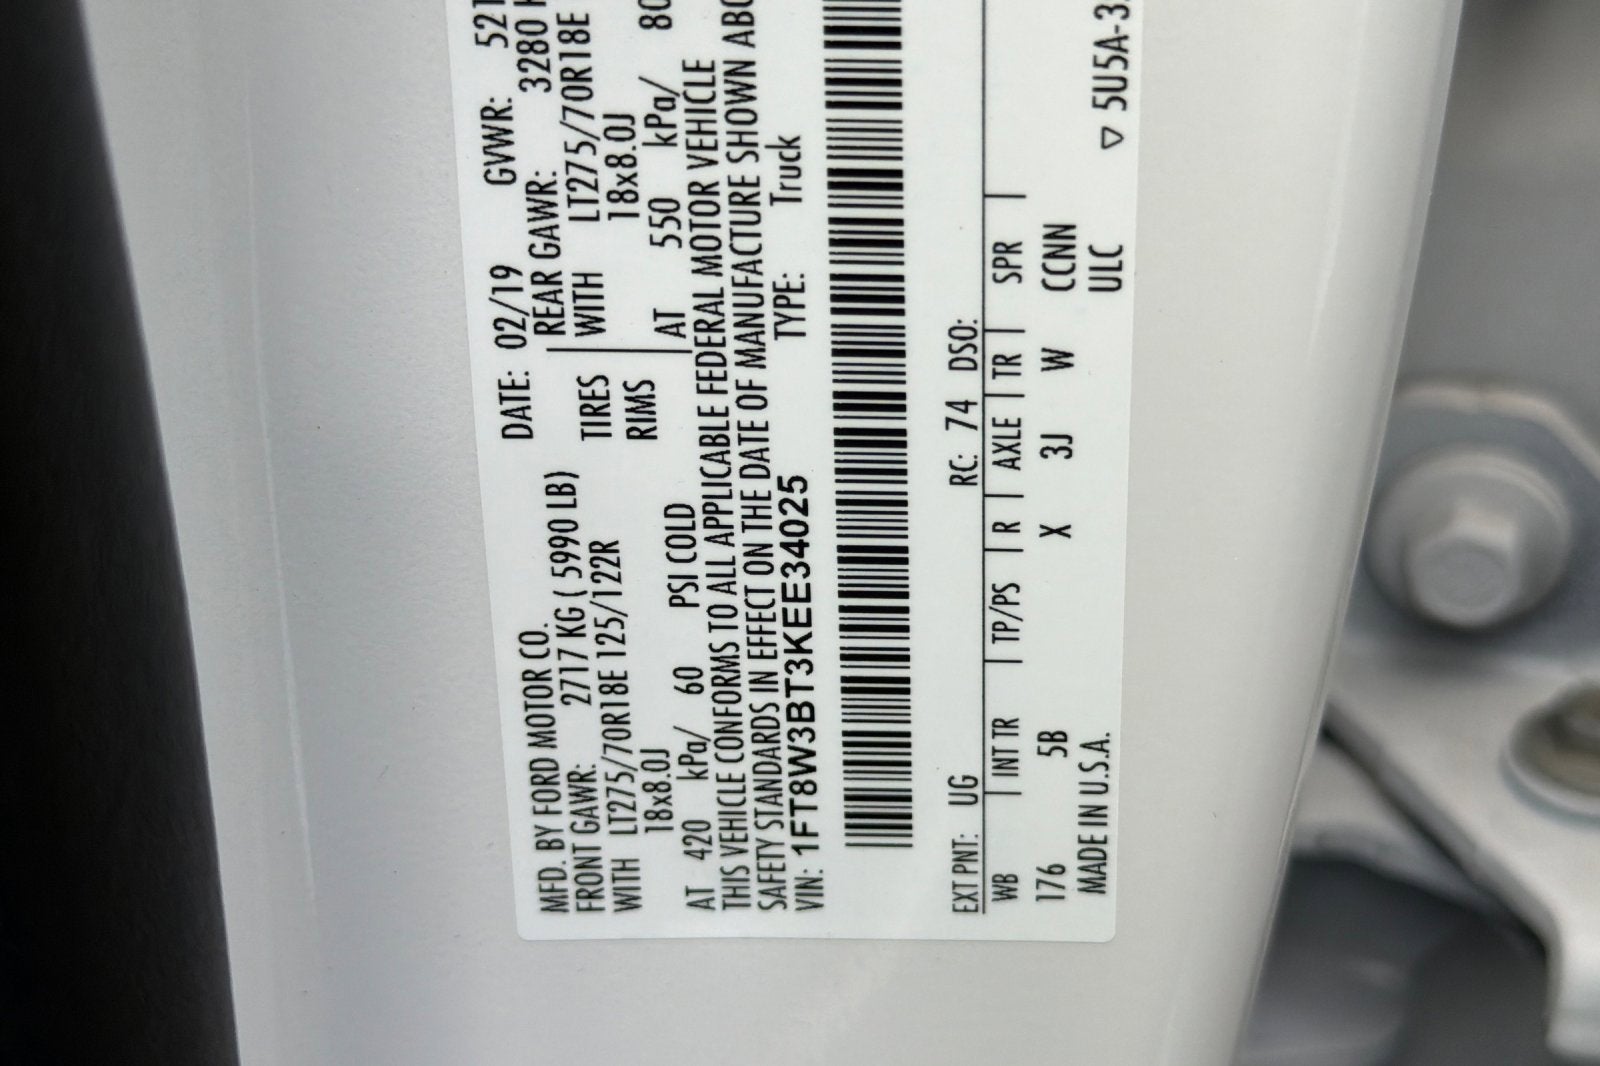 MFD. BY FORD MOTOR CO.
DATE: 02/19 GVWR:
FRONT GAWR: 2717 KG ( 5990 LB)
REAR GAWR: 3280
WITH LT275/70R18E 125/122R TIRES WITH LT275/70R18E
18x8.0J RIMS 18x8.0J
AT 420 kPa/ 60 PSI COLD AT 550 kPa/ 80
THIS VEHICLE CONFORMS TO ALL APPLICABLE FEDERAL MOTOR VEHICLE
SAFETY STANDARDS IN EFFECT ON THE DATE OF MANUFACTURE SHOWN
VIN: 1FT8W3BT3KEE34025 TYPE: Truck
EXT PNT: UG RC: 74 DSO:
WB | INT TR | TP/PS | R | AXLE | TR | SPR |
176 5B X 3J W CCNN
MADE IN U.S.A. ULC ▽ 5U5A-3